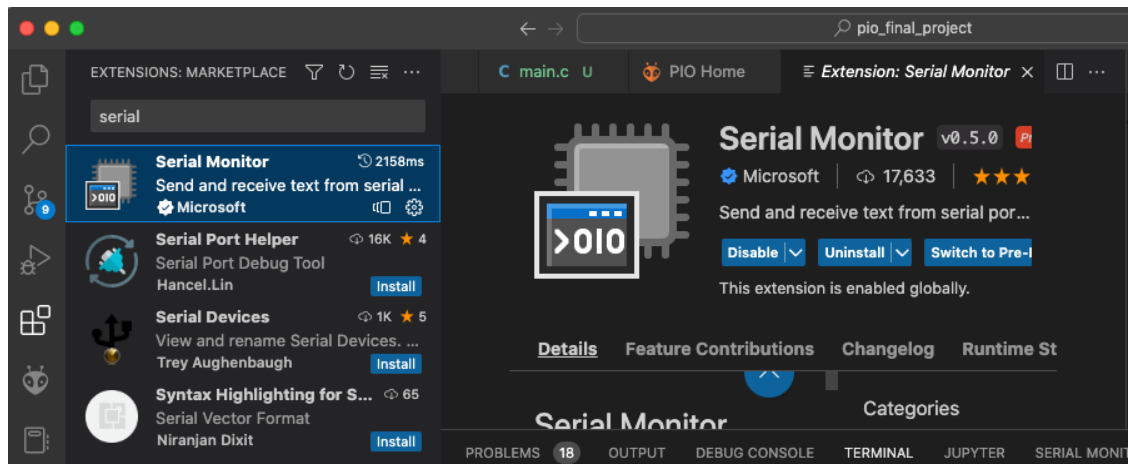 pio_final_project
EXTENSIONS: MARKETPLACE
serial
Serial Monitor 2158ms
Send and receive text from serial ...
Microsoft
Serial Port Helper 16K ★ 4
Serial Port Debug Tool
Hancel.Lin Install
Serial Devices 1K ★ 5
View and rename Serial Devices. ...
Trey Aughenbaugh Install
Syntax Highlighting for S... 65
Serial Vector Format
Niranjan Dixit Install
9
C main.c U PIO Home Extension: Serial Monitor
>OIO
Serial Monitor v0.5.0 Pr
Microsoft 17,633 ★★★
Send and receive text from serial por...
Disable Uninstall Switch to Pre-
This extension is enabled globally.
Details Feature Contributions Changelog Runtime St
Serial Monitor
Categories
PROBLEMS 18 OUTPUT DEBUG CONSOLE TERMINAL JUPYTER SERIAL MONIT